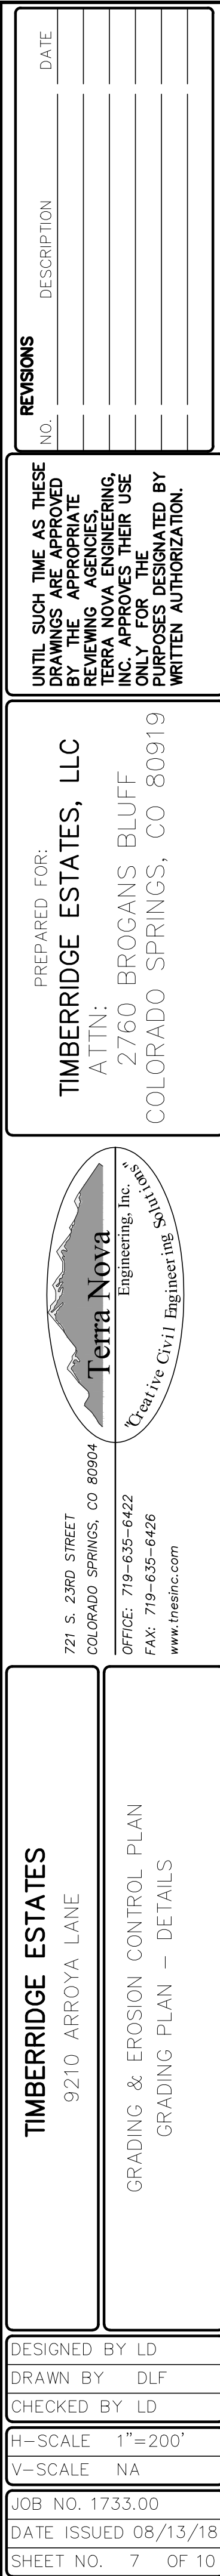 REVISIONS
NO. DESCRIPTION DATE
UNTIL SUCH TIME AS THESE
DRAWINGS ARE APPROVED
BY THE APPROPRIATE
REVIEWING AGENCIES,
TERRA NOVA ENGINEERING,
INC. APPROVES THEIR USE
ONLY FOR THE
PURPOSES DESIGNATED BY
WRITTEN AUTHORIZATION.
PREPARED FOR:
TIMBERRIDGE ESTATES, LLC
ATTN:
2760 BROGANS BLUFF
COLORADO SPRINGS, CO 80919
Terra Nova
Engineering, Inc.
"Creative Civil Engineering Solutions"
721 S. 23RD STREET
COLORADO SPRINGS, CO 80904
OFFICE: 719-635-6422
FAX: 719-635-6426
www.tnesinc.com
TIMBERRIDGE ESTATES
9210 ARROYA LANE
GRADING & EROSION CONTROL PLAN
GRADING PLAN – DETAILS
DESIGNED BY LD
DRAWN BY DLF
CHECKED BY LD
H-SCALE 1"=200'
V-SCALE NA
JOB NO. 1733.00
DATE ISSUED 08/13/18
SHEET NO. 7 OF 10